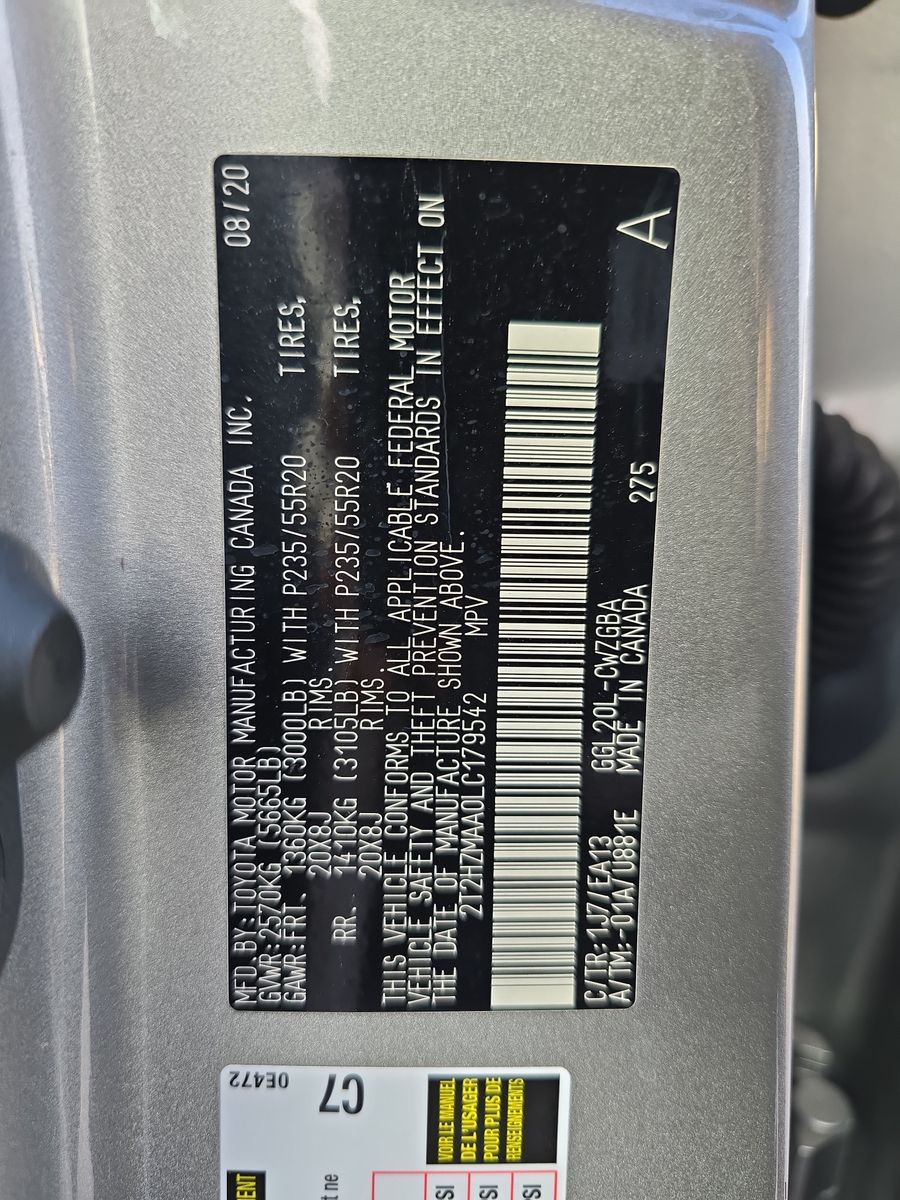 MFD BY:TOYOTA MOTOR MANUFACTURING CANADA INC. 08/20
GVWR:2570KG (5665LB)
GAWR:FRT. 1360KG (3000LB) WITH P235/55R20 TIRES,
20X8J RIMS.
RR. 1410KG (3105LB) WITH P235/55R20 TIRES,
20X8J RIMS.
THIS VEHICLE CONFORMS TO ALL APPLICABLE FEDERAL MOTOR
VEHICLE SAFETY AND THEFT PREVENTION STANDARDS IN EFFECT ON
THE DATE OF MANUFACTURE SHOWN ABOVE.
2T2HZMAA0LC179542 MPV
C/TR:1J7/EA13 GGL20L-CWZGBA
A/TM:-01A/U881E MADE IN CANADA 275
A
0E472
C7
VOIR LE MANUEL
DE L'USAGER
POUR PLUS DE
RENSEIGNEMENTS